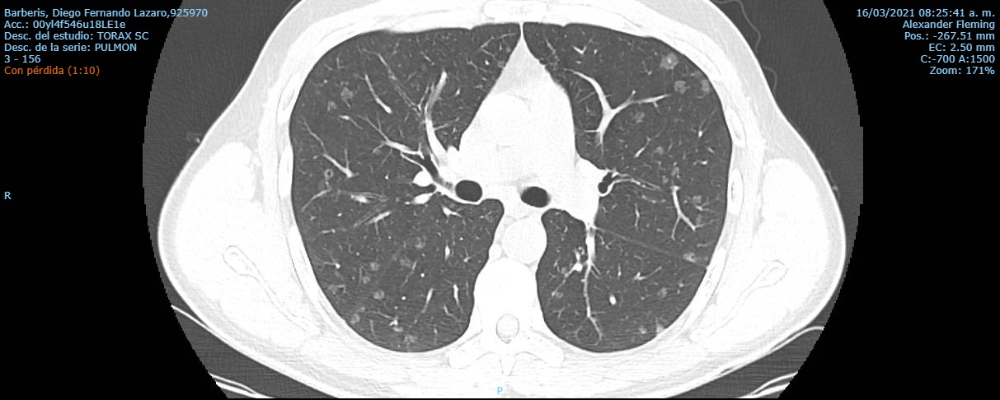 Barberis, Diego Fernando Lazaro,925970
Acc.: 00yl4f546u18LE1e
Desc. del estudio: TORAX SC
Desc. de la serie: PULMON
3 - 156
Con pérdida (1:10)
16/03/2021 08:25:41 a. m.
Alexander Fleming
Pos.: -267.51 mm
EC: 2.50 mm
C:-700 A:1500
Zoom: 171%
R
P